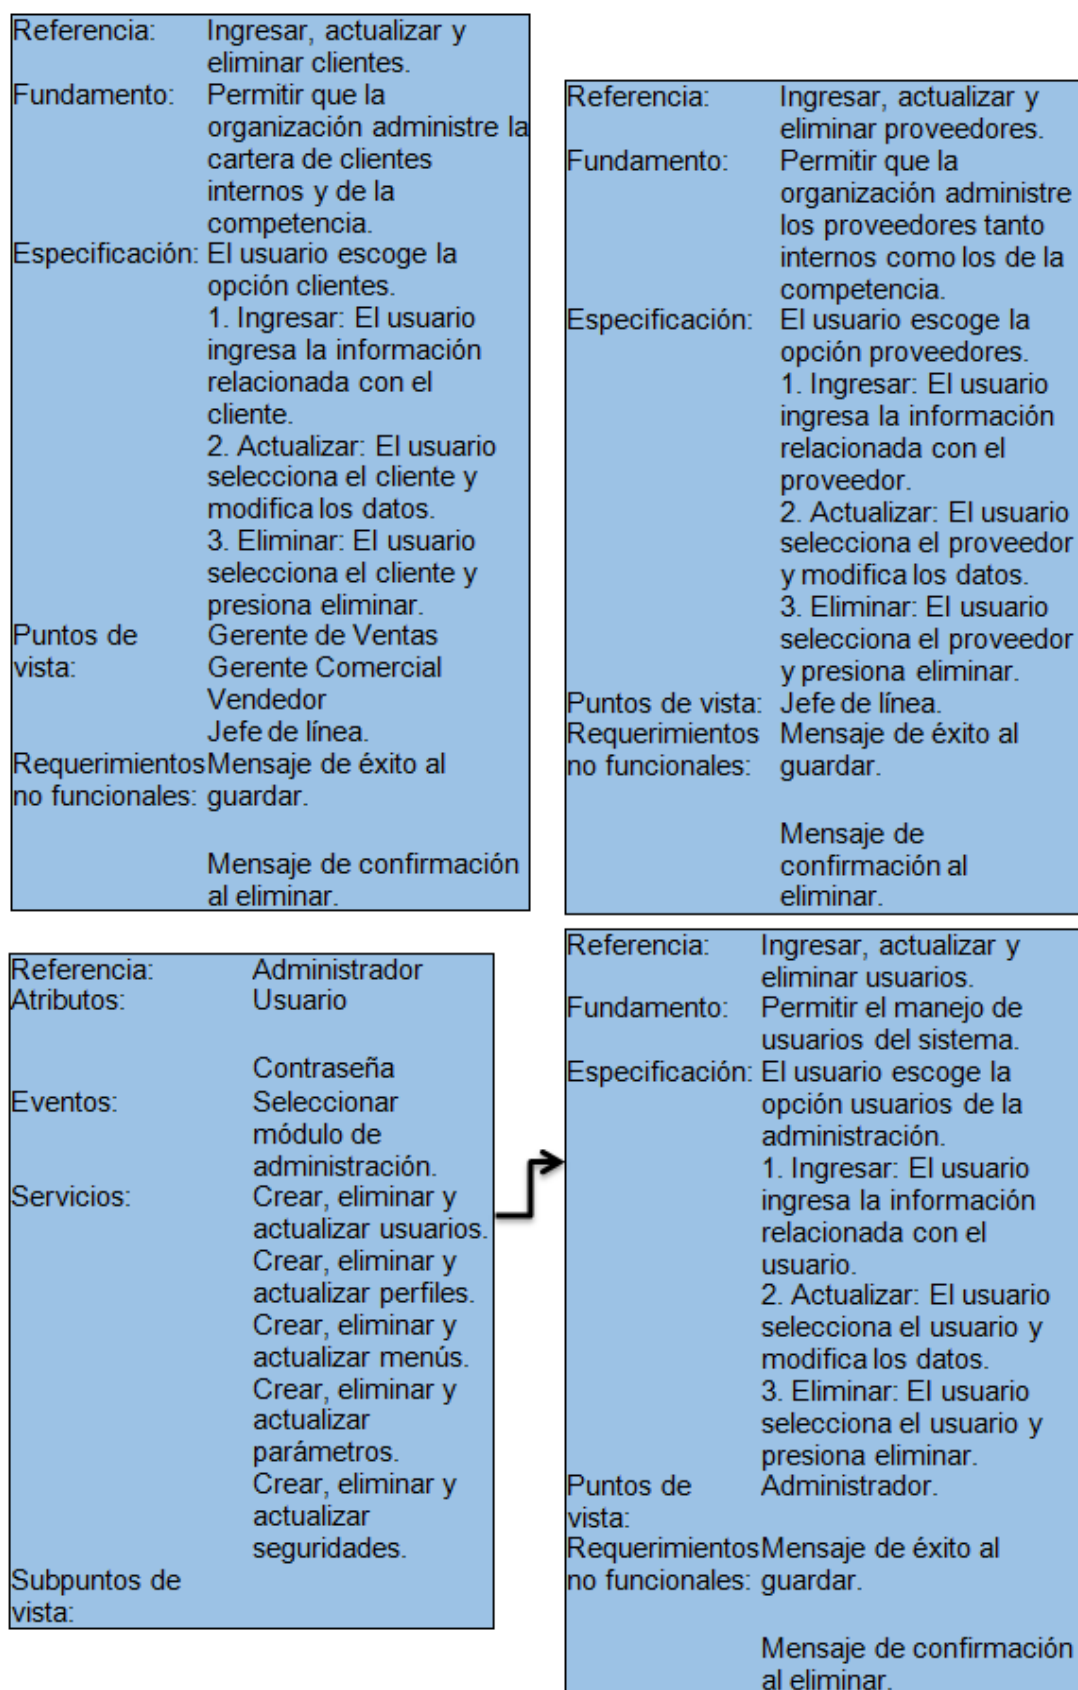 Referencia: Ingresar, actualizar y
eliminar clientes.
Fundamento: Permitir que la
organización administre la
cartera de clientes
internos y de la
competencia.
Especificación: El usuario escoge la
opción clientes.
1. Ingresar: El usuario
ingresa la información
relacionada con el
cliente.
2. Actualizar: El usuario
selecciona el cliente y
modifica los datos.
3. Eliminar: El usuario
selecciona el cliente y
presiona eliminar.
Puntos de Gerente de Ventas
vista: Gerente Comercial
Vendedor
Jefe de línea.
Requerimientos Mensaje de éxito al
no funcionales: guardar.
Mensaje de confirmación
al eliminar.
Referencia: Ingresar, actualizar y
eliminar proveedores.
Fundamento: Permitir que la
organización administre
los proveedores tanto
internos como los de la
competencia.
Especificación: El usuario escoge la
opción proveedores.
1. Ingresar: El usuario
ingresa la información
relacionada con el
proveedor.
2. Actualizar: El usuario
selecciona el proveedor
y modifica los datos.
3. Eliminar: El usuario
selecciona el proveedor
y presiona eliminar.
Puntos de vista: Jefe de línea.
Requerimientos Mensaje de éxito al
no funcionales: guardar.
Mensaje de
confirmación al
eliminar.
Referencia: Administrador
Atributos: Usuario
Contraseña
Eventos: Seleccionar
módulo de
administración.
Servicios: Crear, eliminar y
actualizar usuarios.
Crear, eliminar y
actualizar perfiles.
Crear, eliminar y
actualizar menús.
Crear, eliminar y
actualizar
parámetros.
Crear, eliminar y
actualizar
seguridades.
Subpuntos de
vista:
Referencia: Ingresar, actualizar y
eliminar usuarios.
Fundamento: Permitir el manejo de
usuarios del sistema.
Especificación: El usuario escoge la
opción usuarios de la
administración.
1. Ingresar: El usuario
ingresa la información
relacionada con el
usuario.
2. Actualizar: El usuario
selecciona el usuario y
modifica los datos.
3. Eliminar: El usuario
selecciona el usuario y
presiona eliminar.
Puntos de Administrador.
vista:
Requerimientos Mensaje de éxito al
no funcionales: guardar.
Mensaje de confirmación
al eliminar.